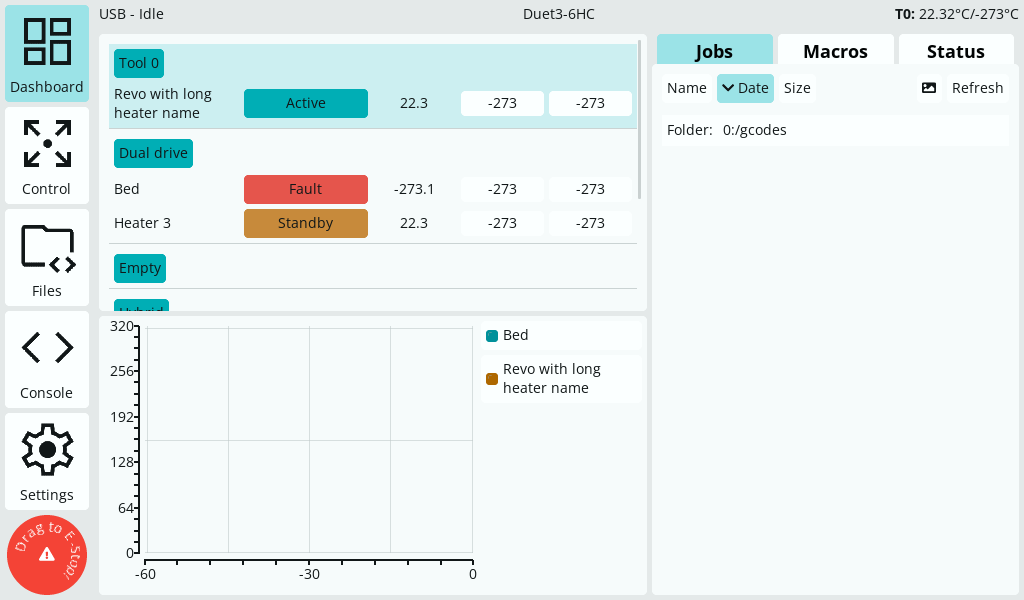 USB - Idle
Duet3-6HC
T0: 22.32°C/-273°C
Dashboard
Control
Files
Console
Settings
Drag to E-Stop!
Tool 0
Revo with long
heater name
Active
22.3
-273
-273
Dual drive
Bed
Fault
-273.1
-273
-273
Heater 3
Standby
22.3
-273
-273
Empty
Hybrid
320
256
192
128
64
0
-60
-30
0
Bed
Revo with long
heater name
Jobs
Macros
Status
Name
Date
Size
Refresh
Folder: 0:/gcodes